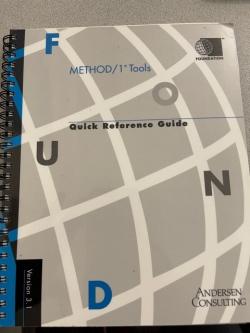 F
METHOD/1® Tools
FOUNDATION
O
Quick Reference Guide
U
N
D
Version 3.1
ANDERSEN
CONSULTING